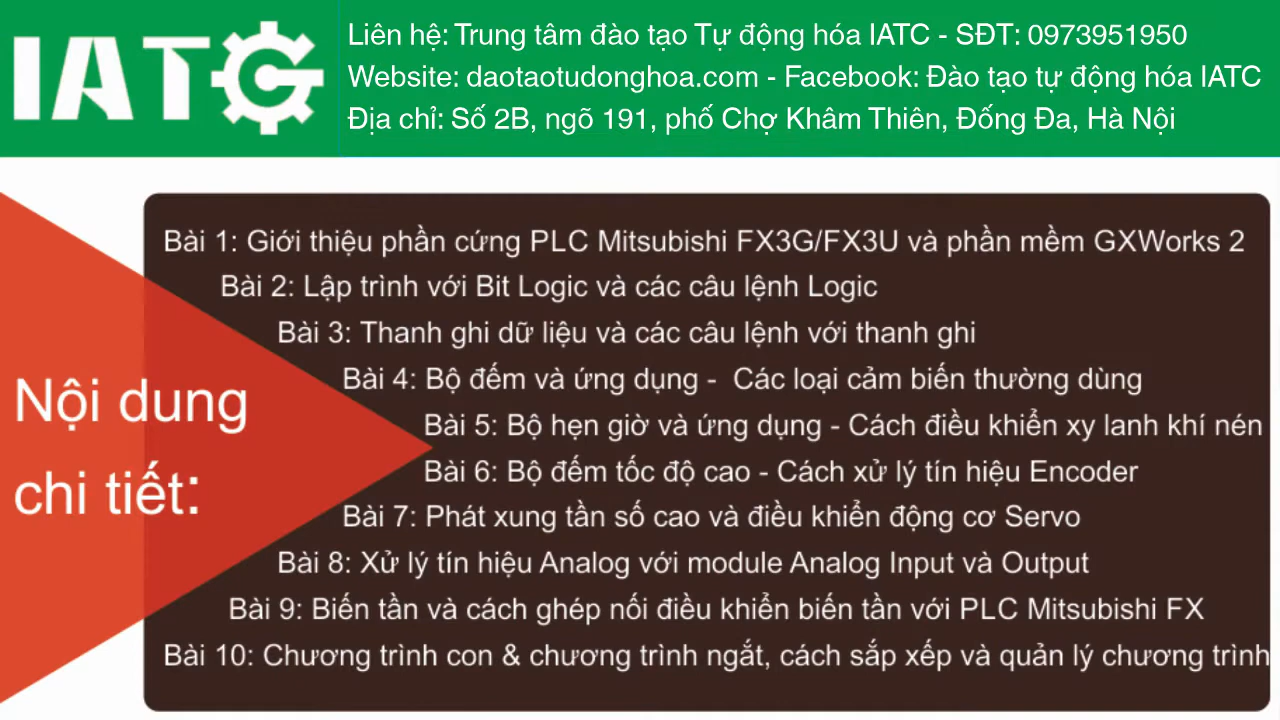 IATC
Liên hệ: Trung tâm đào tạo Tự động hóa IATC - SĐT: 0973951950
Website: daotaotudonghoa.com - Facebook: Đào tạo tự động hóa IATC
Địa chỉ: Số 2B, ngõ 191, phố Chợ Khâm Thiên, Đống Đa, Hà Nội
Nội dung
chi tiết:
Bài 1: Giới thiệu phần cứng PLC Mitsubishi FX3G/FX3U và phần mềm GXWorks 2
Bài 2: Lập trình với Bit Logic và các câu lệnh Logic
Bài 3: Thanh ghi dữ liệu và các câu lệnh với thanh ghi
Bài 4: Bộ đếm và ứng dụng - Các loại cảm biến thường dùng
Bài 5: Bộ hẹn giờ và ứng dụng - Cách điều khiển xy lanh khí nén
Bài 6: Bộ đếm tốc độ cao - Cách xử lý tín hiệu Encoder
Bài 7: Phát xung tần số cao và điều khiển động cơ Servo
Bài 8: Xử lý tín hiệu Analog với module Analog Input và Output
Bài 9: Biến tần và cách ghép nối điều khiển biến tần với PLC Mitsubishi FX
Bài 10: Chương trình con & chương trình ngắt, cách sắp xếp và quản lý chương trình